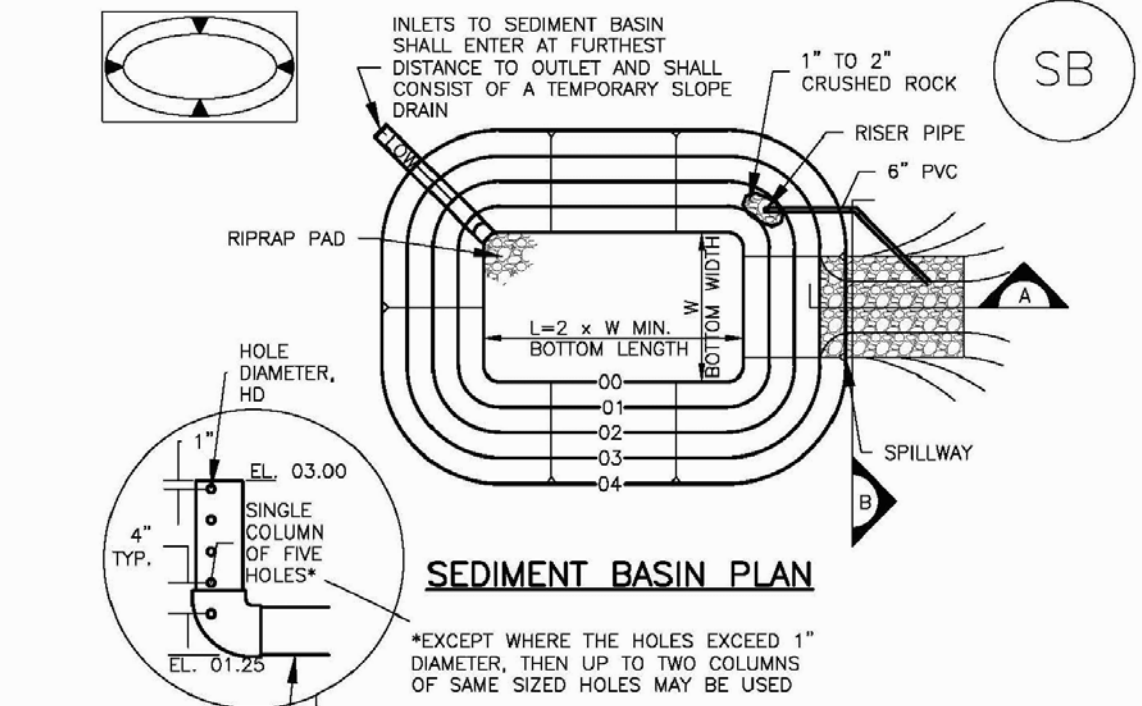 INLETS TO SEDIMENT BASIN
SHALL ENTER AT FURTHEST
DISTANCE TO OUTLET AND SHALL
CONSIST OF A TEMPORARY SLOPE
DRAIN
1" TO 2"
CRUSHED ROCK
SB
RISER PIPE
6" PVC
FLOW
RIPRAP PAD
W
BOTTOM WIDTH
L=2 x W MIN.
BOTTOM LENGTH
A
00
01
02
03
04
SPILLWAY
B
HOLE
DIAMETER,
HD
1"
EL. 03.00
SINGLE
COLUMN
OF FIVE
HOLES*
4"
TYP.
EL. 01.25
SEDIMENT BASIN PLAN
*EXCEPT WHERE THE HOLES EXCEED 1"
DIAMETER, THEN UP TO TWO COLUMNS
OF SAME SIZED HOLES MAY BE USED